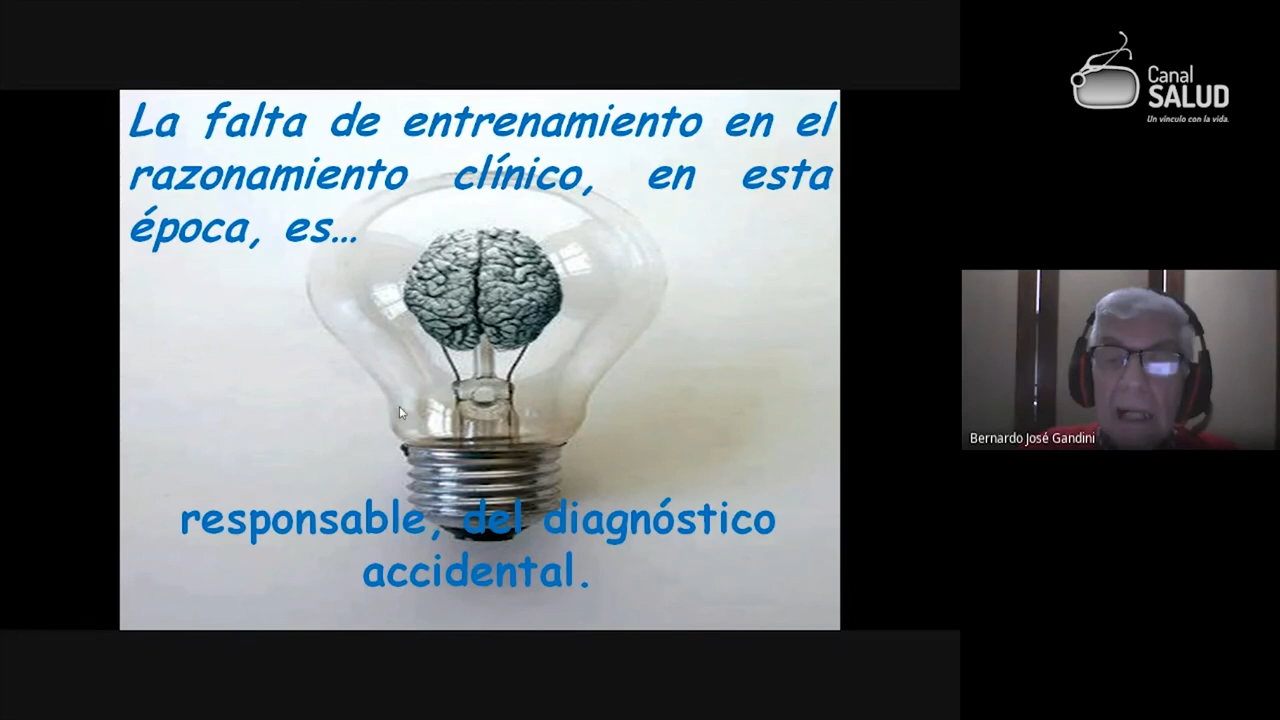 La falta de entrenamiento en el
razonamiento clínico, en esta
época, es...
responsable, del diagnóstico
accidental.
Canal
SALUD
Un vínculo con la vida.
Bernardo José Gandini